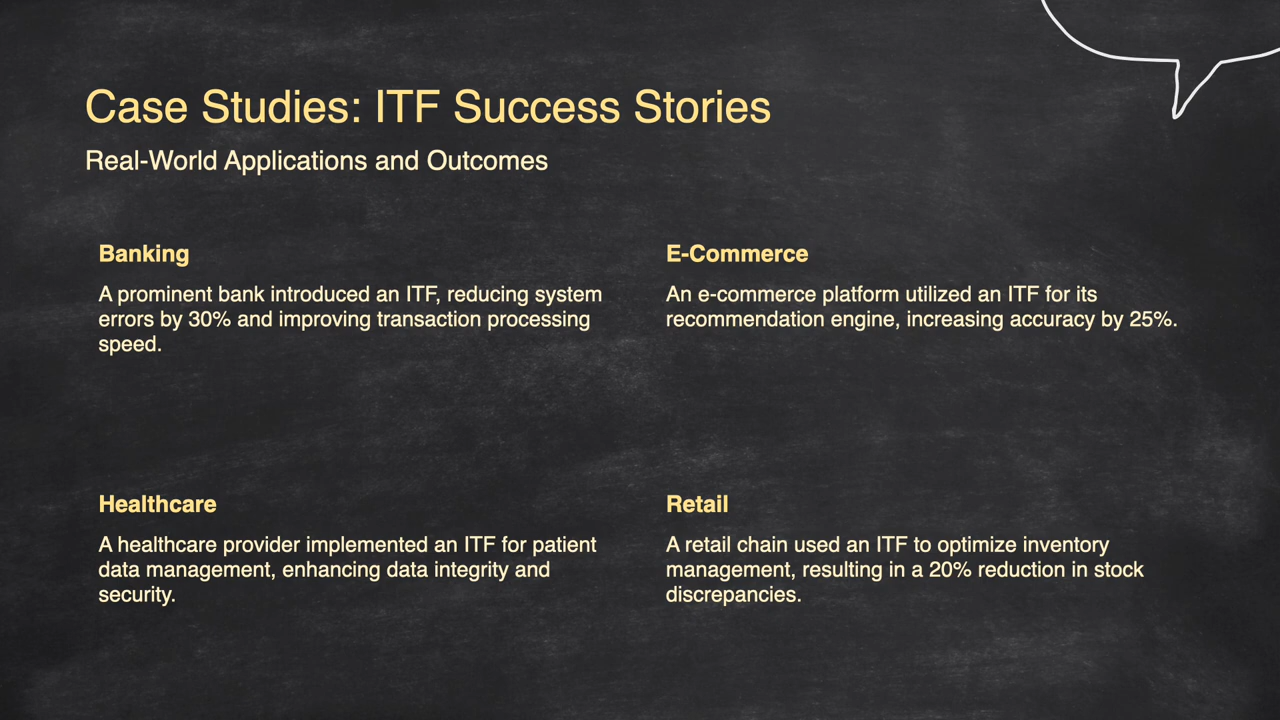 Case Studies: ITF Success Stories
Real-World Applications and Outcomes
Banking
A prominent bank introduced an ITF, reducing system
errors by 30% and improving transaction processing
speed.
E-Commerce
An e-commerce platform utilized an ITF for its
recommendation engine, increasing accuracy by 25%.
Healthcare
A healthcare provider implemented an ITF for patient
data management, enhancing data integrity and
security.
Retail
A retail chain used an ITF to optimize inventory
management, resulting in a 20% reduction in stock
discrepancies.